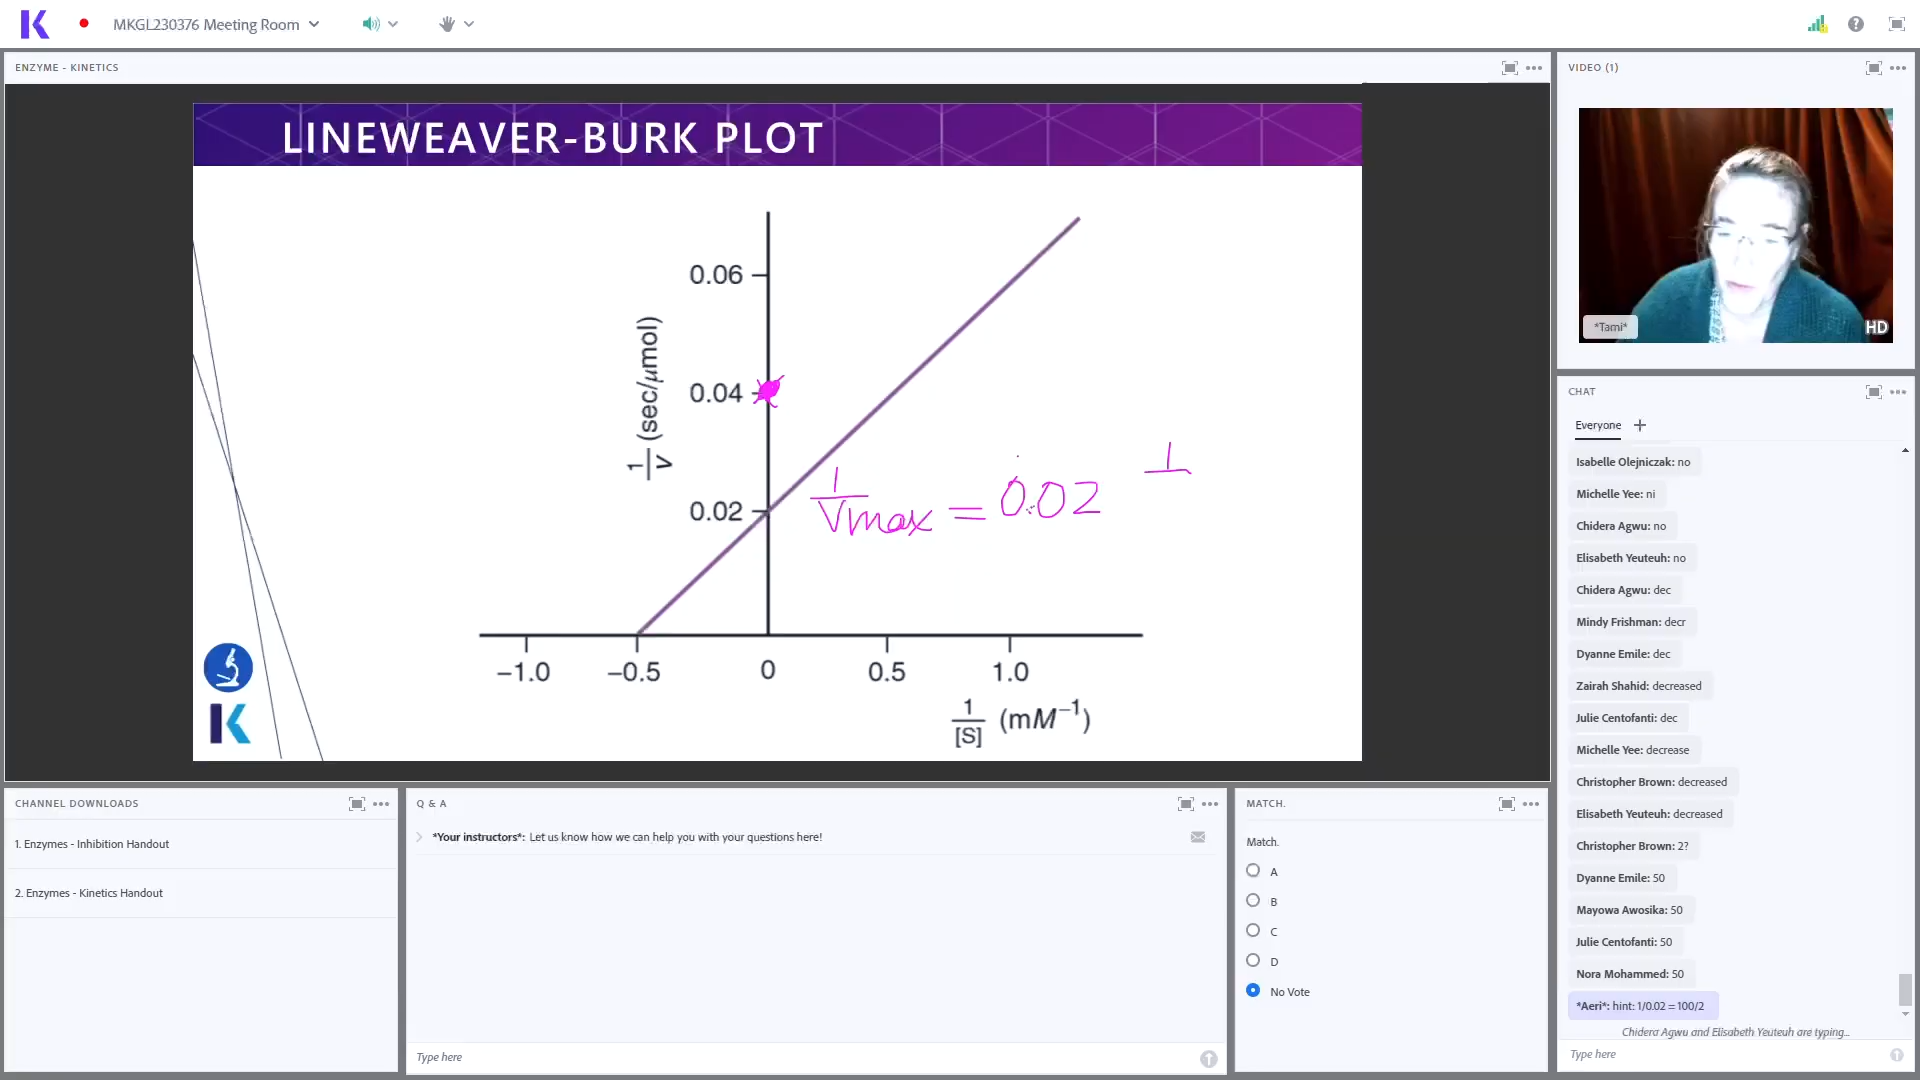 MKGL230376 Meeting Room
ENZYME - KINETICS
LINEWEAVER-BURK PLOT
0.06
0.04
0.02
1/v (sec/μmol)
1/Vmax = 0.02
1
−1.0 −0.5 0 0.5 1.0
1/[S] (mM⁻¹)
K
VIDEO (1)
*Tami*
HD
CHAT
Everyone
Isabelle Olejniczak: no
Michelle Yee: ni
Chidera Agwu: no
Elisabeth Yeuteuh: no
Chidera Agwu: dec
Mindy Frishman: decr
Dyanne Emile: dec
Zairah Shahid: decreased
Julie Centofanti: dec
Michelle Yee: decrease
Christopher Brown: decreased
Elisabeth Yeuteuh: decreased
Christopher Brown: 2?
Dyanne Emile: 50
Mayowa Awosika: 50
Julie Centofanti: 50
Nora Mohammed: 50
*Aeri*: hint: 1/0.02 = 100/2
Chidera Agwu and Elisabeth Yeuteuh are typing...
Type here
CHANNEL DOWNLOADS
1. Enzymes - Inhibition Handout
2. Enzymes - Kinetics Handout
Q & A
*Your instructors*: Let us know how we can help you with your questions here!
Type here
MATCH.
Match.
A
B
C
D
No Vote